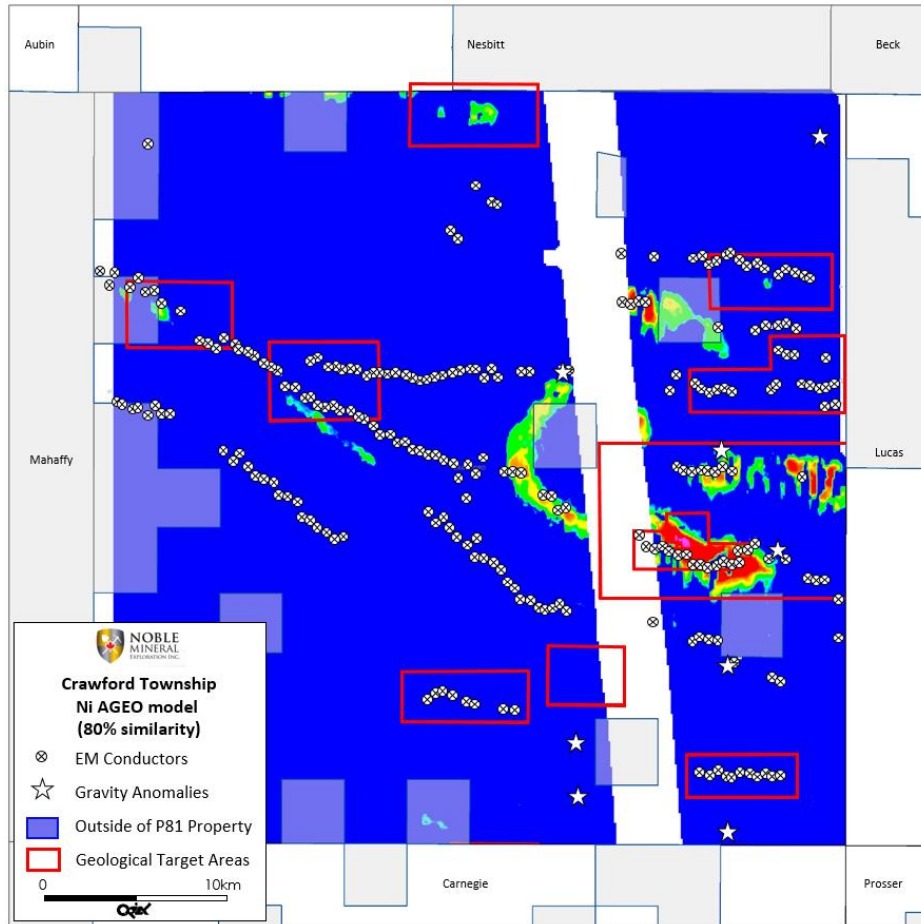 Aubin
Nesbitt
Beck
Mahaffy
Lucas
NOBLE
MINERAL
EXPLORATION INC.
Crawford Township
Ni AGEO model
(80% similarity)
EM Conductors
Gravity Anomalies
Outside of P81 Property
Geological Target Areas
0 10km
Carnegie
Prosser